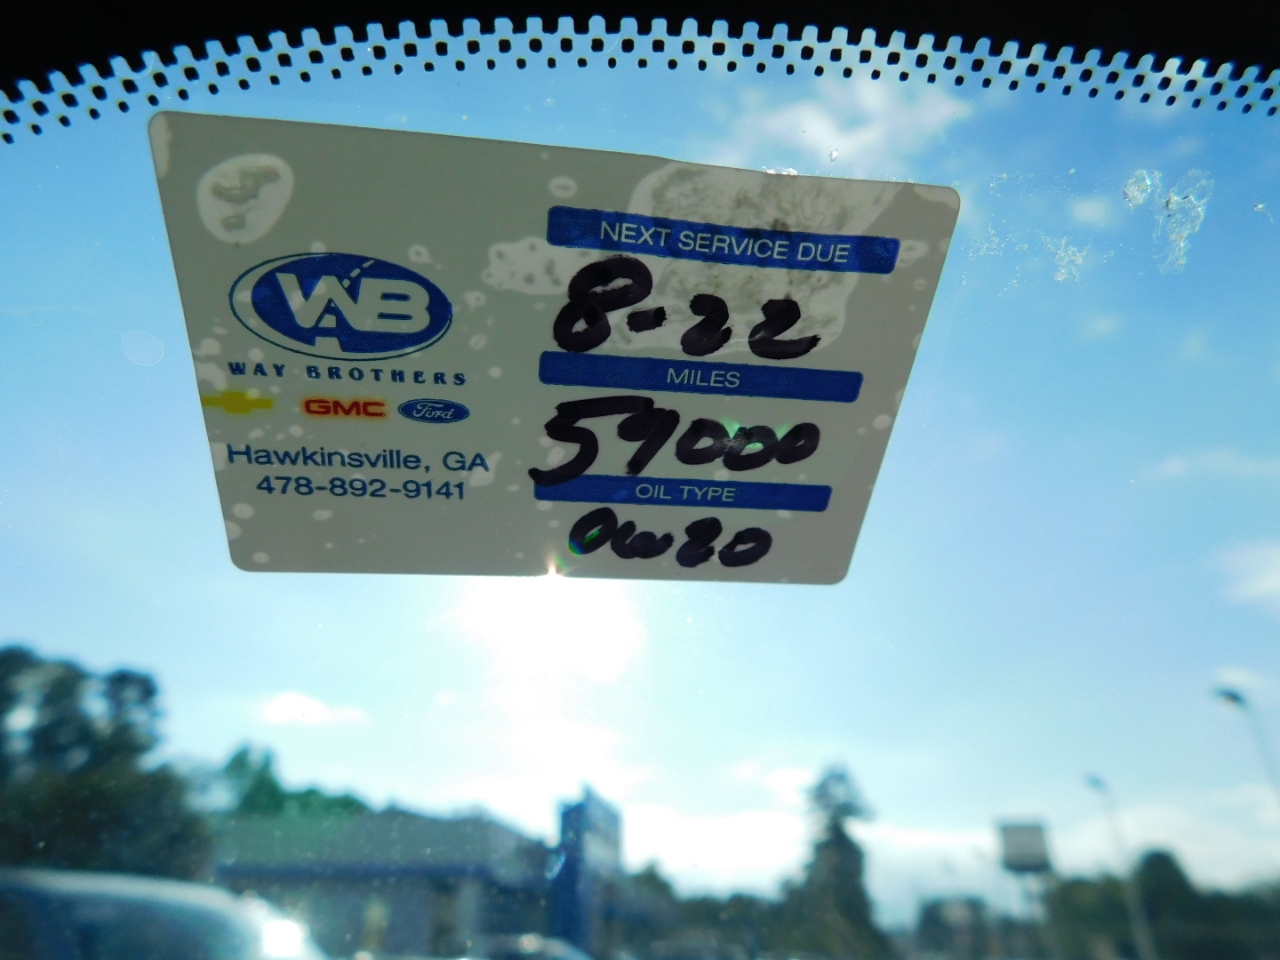 WAB
WAY BROTHERS
GMC Ford
Hawkinsville, GA
478-892-9141
NEXT SERVICE DUE
8-22
MILES
59000
OIL TYPE
0w20